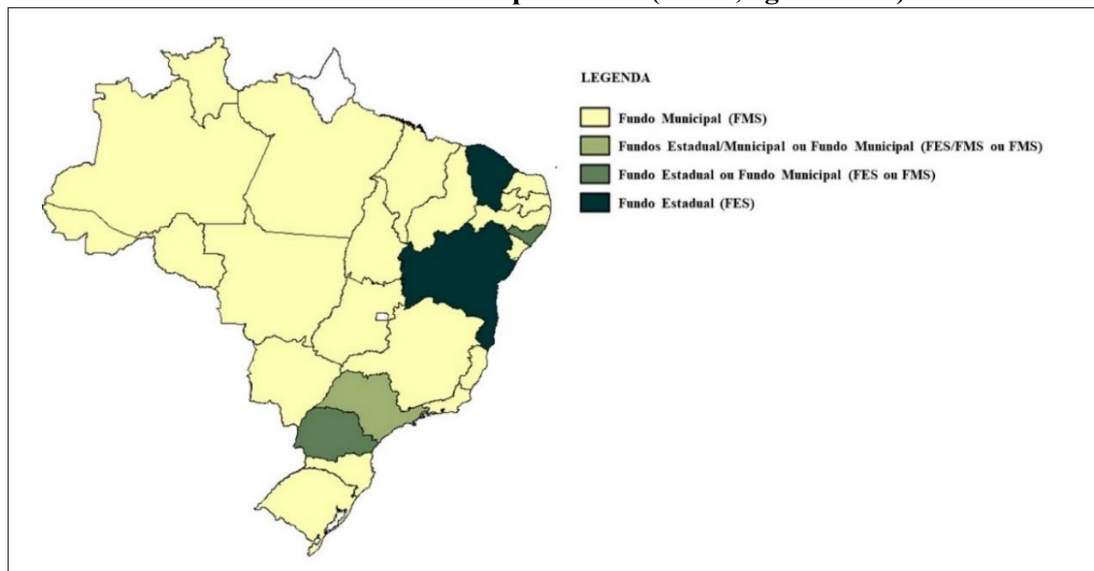 LEGENDA
Fundo Municipal (FMS)
Fundos Estadual/Municipal ou Fundo Municipal (FES/FMS ou FMS)
Fundo Estadual ou Fundo Municipal (FES ou FMS)
Fundo Estadual (FES)